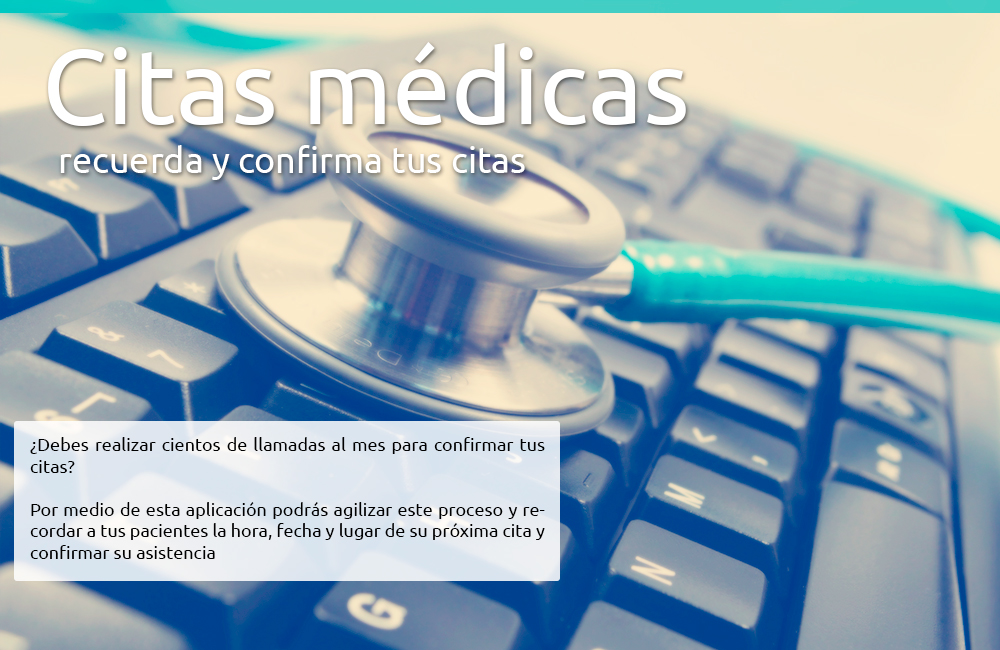 Citas médicas
recuerda y confirma tus citas
¿Debes realizar cientos de llamadas al mes para confirmar tus
citas?
Por medio de esta aplicación podrás agilizar este proceso y re-
cordar a tus pacientes la hora, fecha y lugar de su próxima cita y
confirmar su asistencia
G
N
M